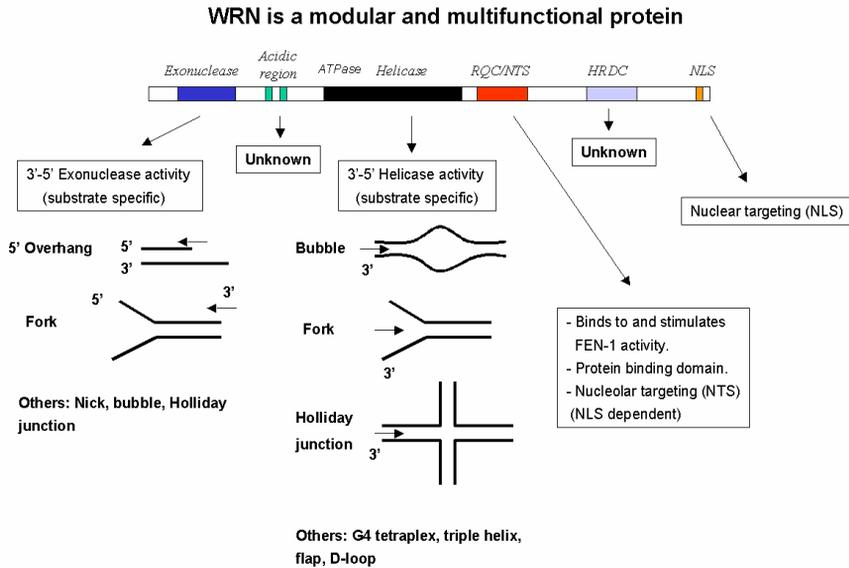 WRN is a modular and multifunctional protein
Exonuclease
Acidic
region
ATPase
Helicase
RQC/NTS
HRDC
NLS
3’-5’ Exonuclease activity
(substrate specific)
Unknown
3’-5’ Helicase activity
(substrate specific)
Unknown
Nuclear targeting (NLS)
5’ Overhang
5’
3’
5’
3’
Fork
Others: Nick, bubble, Holliday
junction
Bubble
3’
Fork
3’
Holliday
junction
3’
Others: G4 tetraplex, triple helix,
flap, D-loop
- Binds to and stimulates
FEN-1 activity.
- Protein binding domain.
- Nucleolar targeting (NTS)
(NLS dependent)